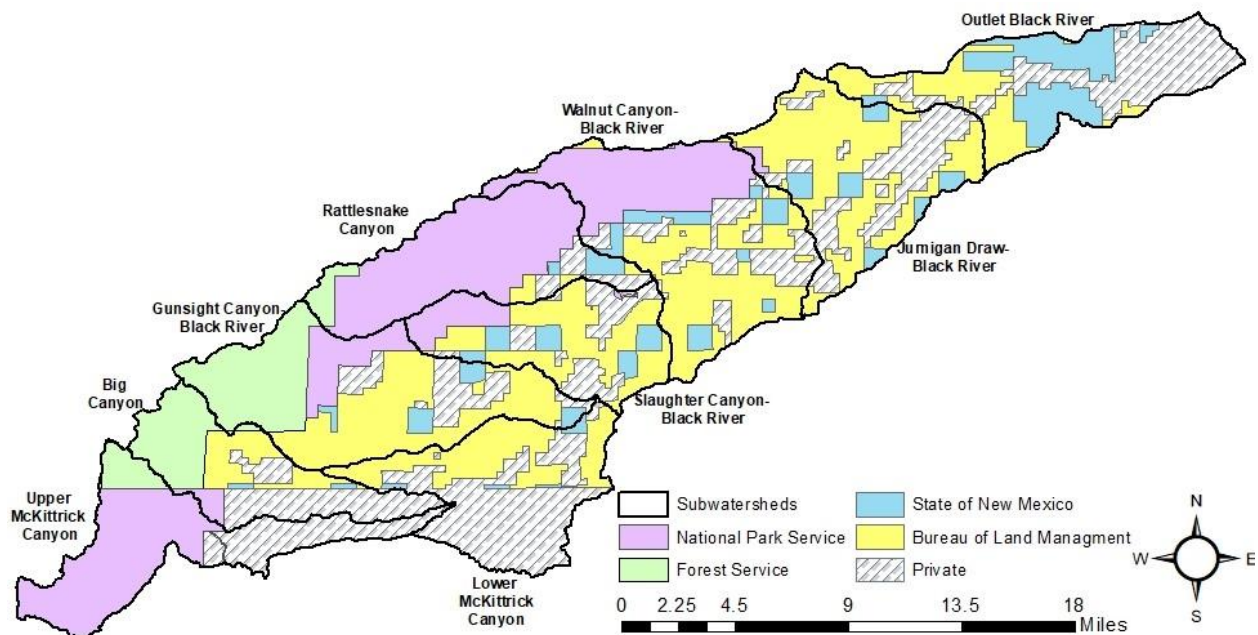 Outlet Black River
Walnut Canyon-
Black River
Rattlesnake
Canyon
Jurnigan Draw-
Black River
Gunsight Canyon-
Black River
Big
Canyon
Slaughter Canyon-
Black River
Upper
McKittrick
Canyon
Lower
McKittrick
Canyon
Subwatersheds
National Park Service
Forest Service
State of New Mexico
Bureau of Land Managment
Private
N
W E
S
0 2.25 4.5 9 13.5 18
Miles